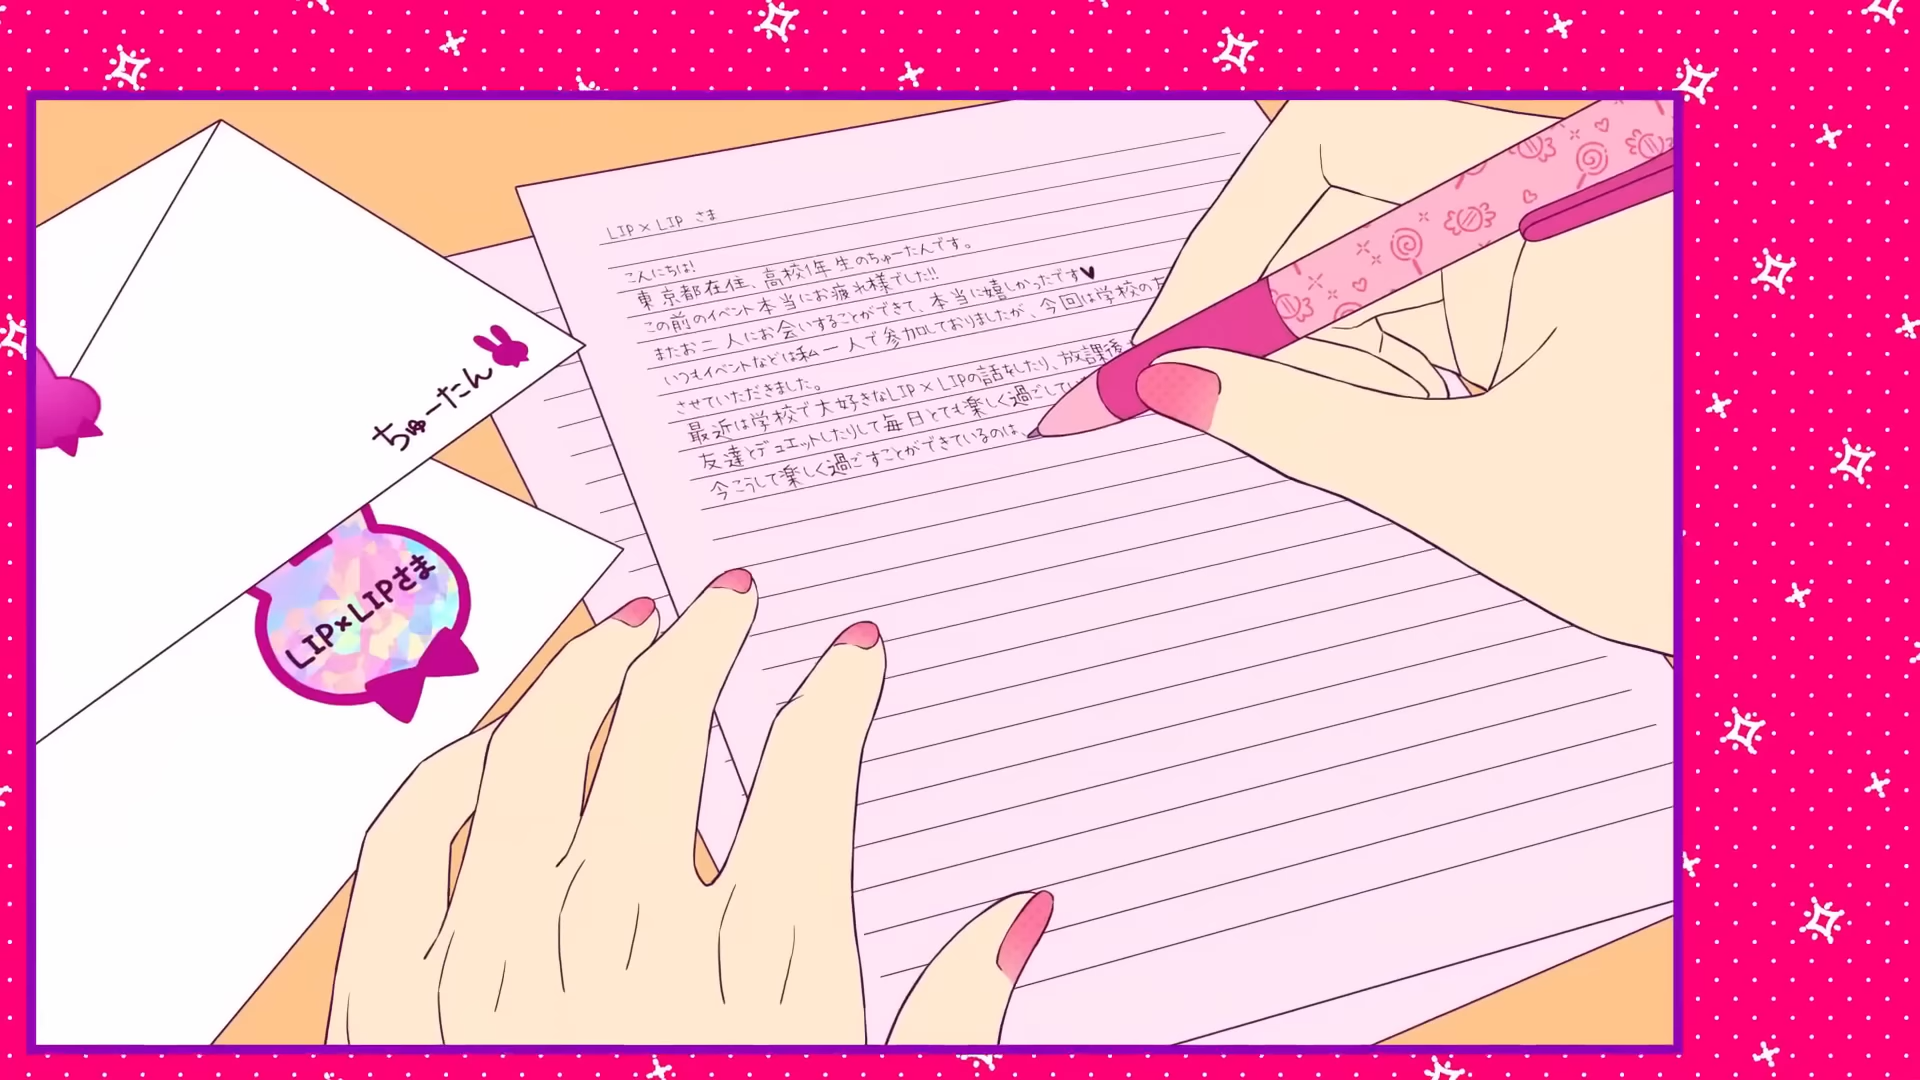 LIP×LIP さま
こんにちは!
東京都在住、高校1年生のちゅーたんです。
この前のイベント本当にお疲れ様でした!!
またお二人にお会いすることができて、本当に嬉しかったです♥
いつもイベントなどは私一人で参加しておりましたが、今回は学校の
させていただきました。
最近は学校で大好きなLIP×LIPの話をしたり、放課後
友達とデュエットしたりして毎日とても楽しく過ごして
今こうして楽しく過ごすことができているのは、
ちゅーたん
LIP×LIPさま